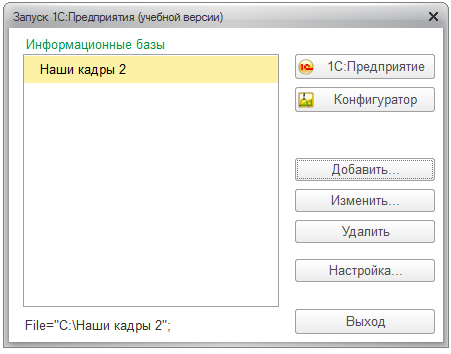 Запуск 1С:Предприятия (учебной версии)
Информационные базы
Наши кадры 2
1С:Предприятие
Конфигуратор
Добавить...
Изменить...
Удалить
Настройка...
File="C:\Наши кадры 2";
Выход